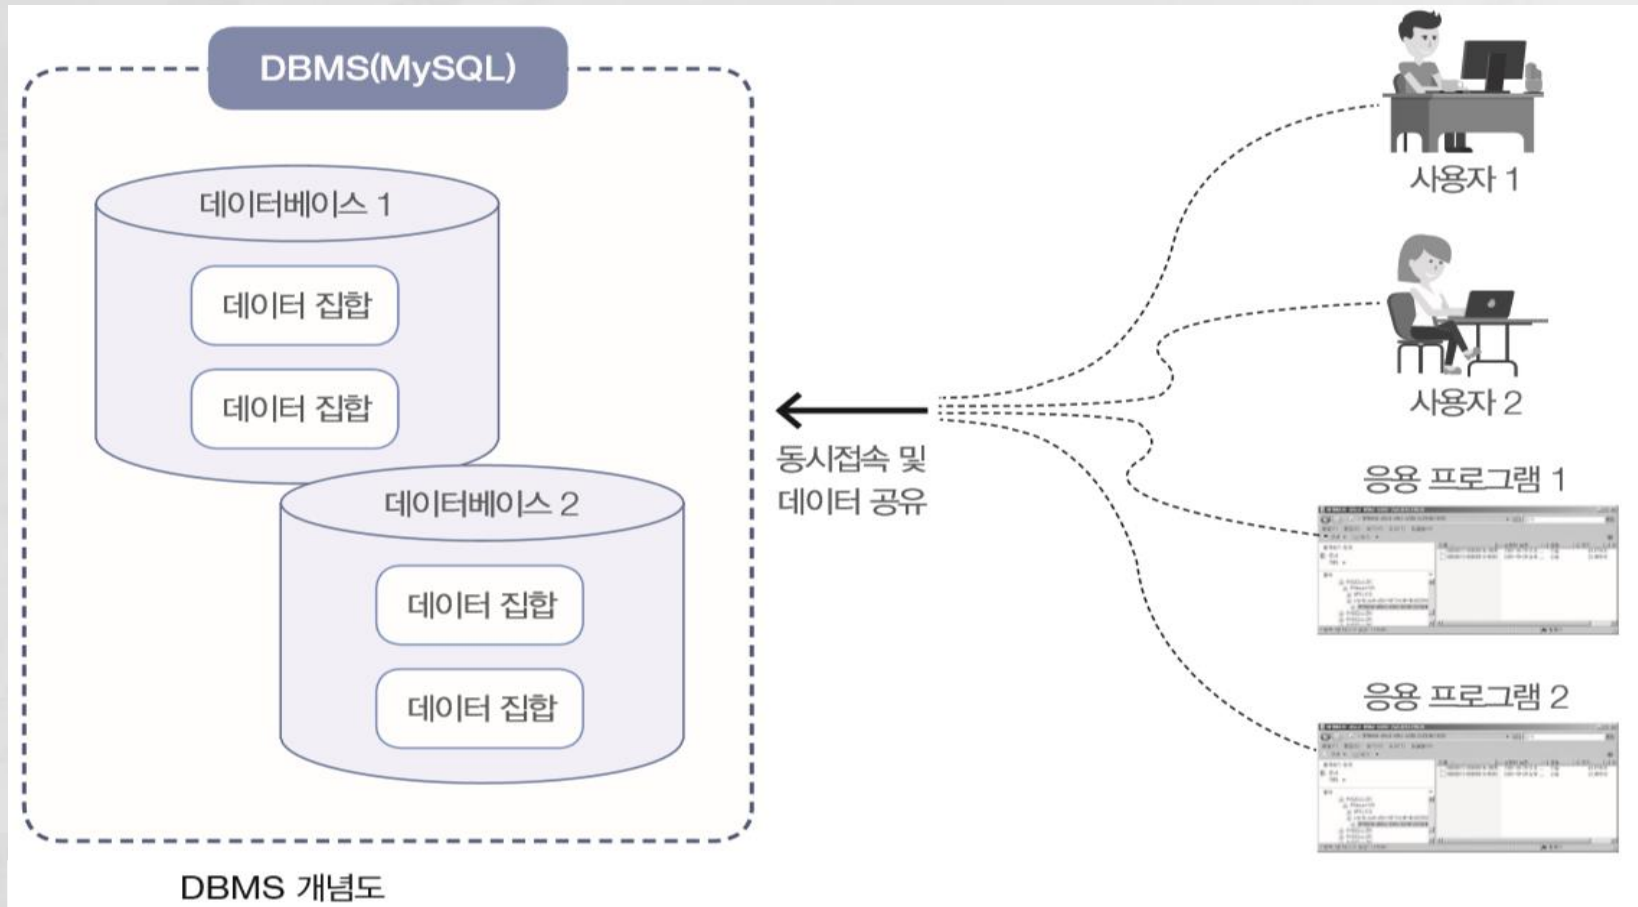 DBMS(MySQL)
데이터베이스 1
데이터 집합
데이터 집합
데이터베이스 2
데이터 집합
데이터 집합
DBMS 개념도
동시접속 및
데이터 공유
사용자 1
사용자 2
응용 프로그램 1
응용 프로그램 2